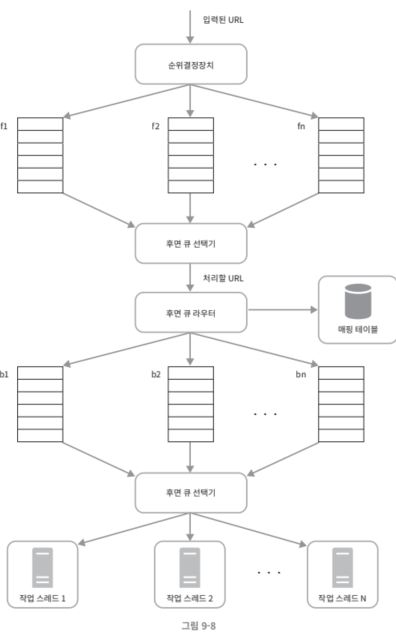 입력된 URL
순위결정장치
f1
f2
fn
. . .
후면 큐 선택기
처리할 URL
후면 큐 라우터
매핑 테이블
b1
b2
bn
. . .
후면 큐 선택기
작업 스레드 1
작업 스레드 2
. . .
작업 스레드 N
그림 9-8